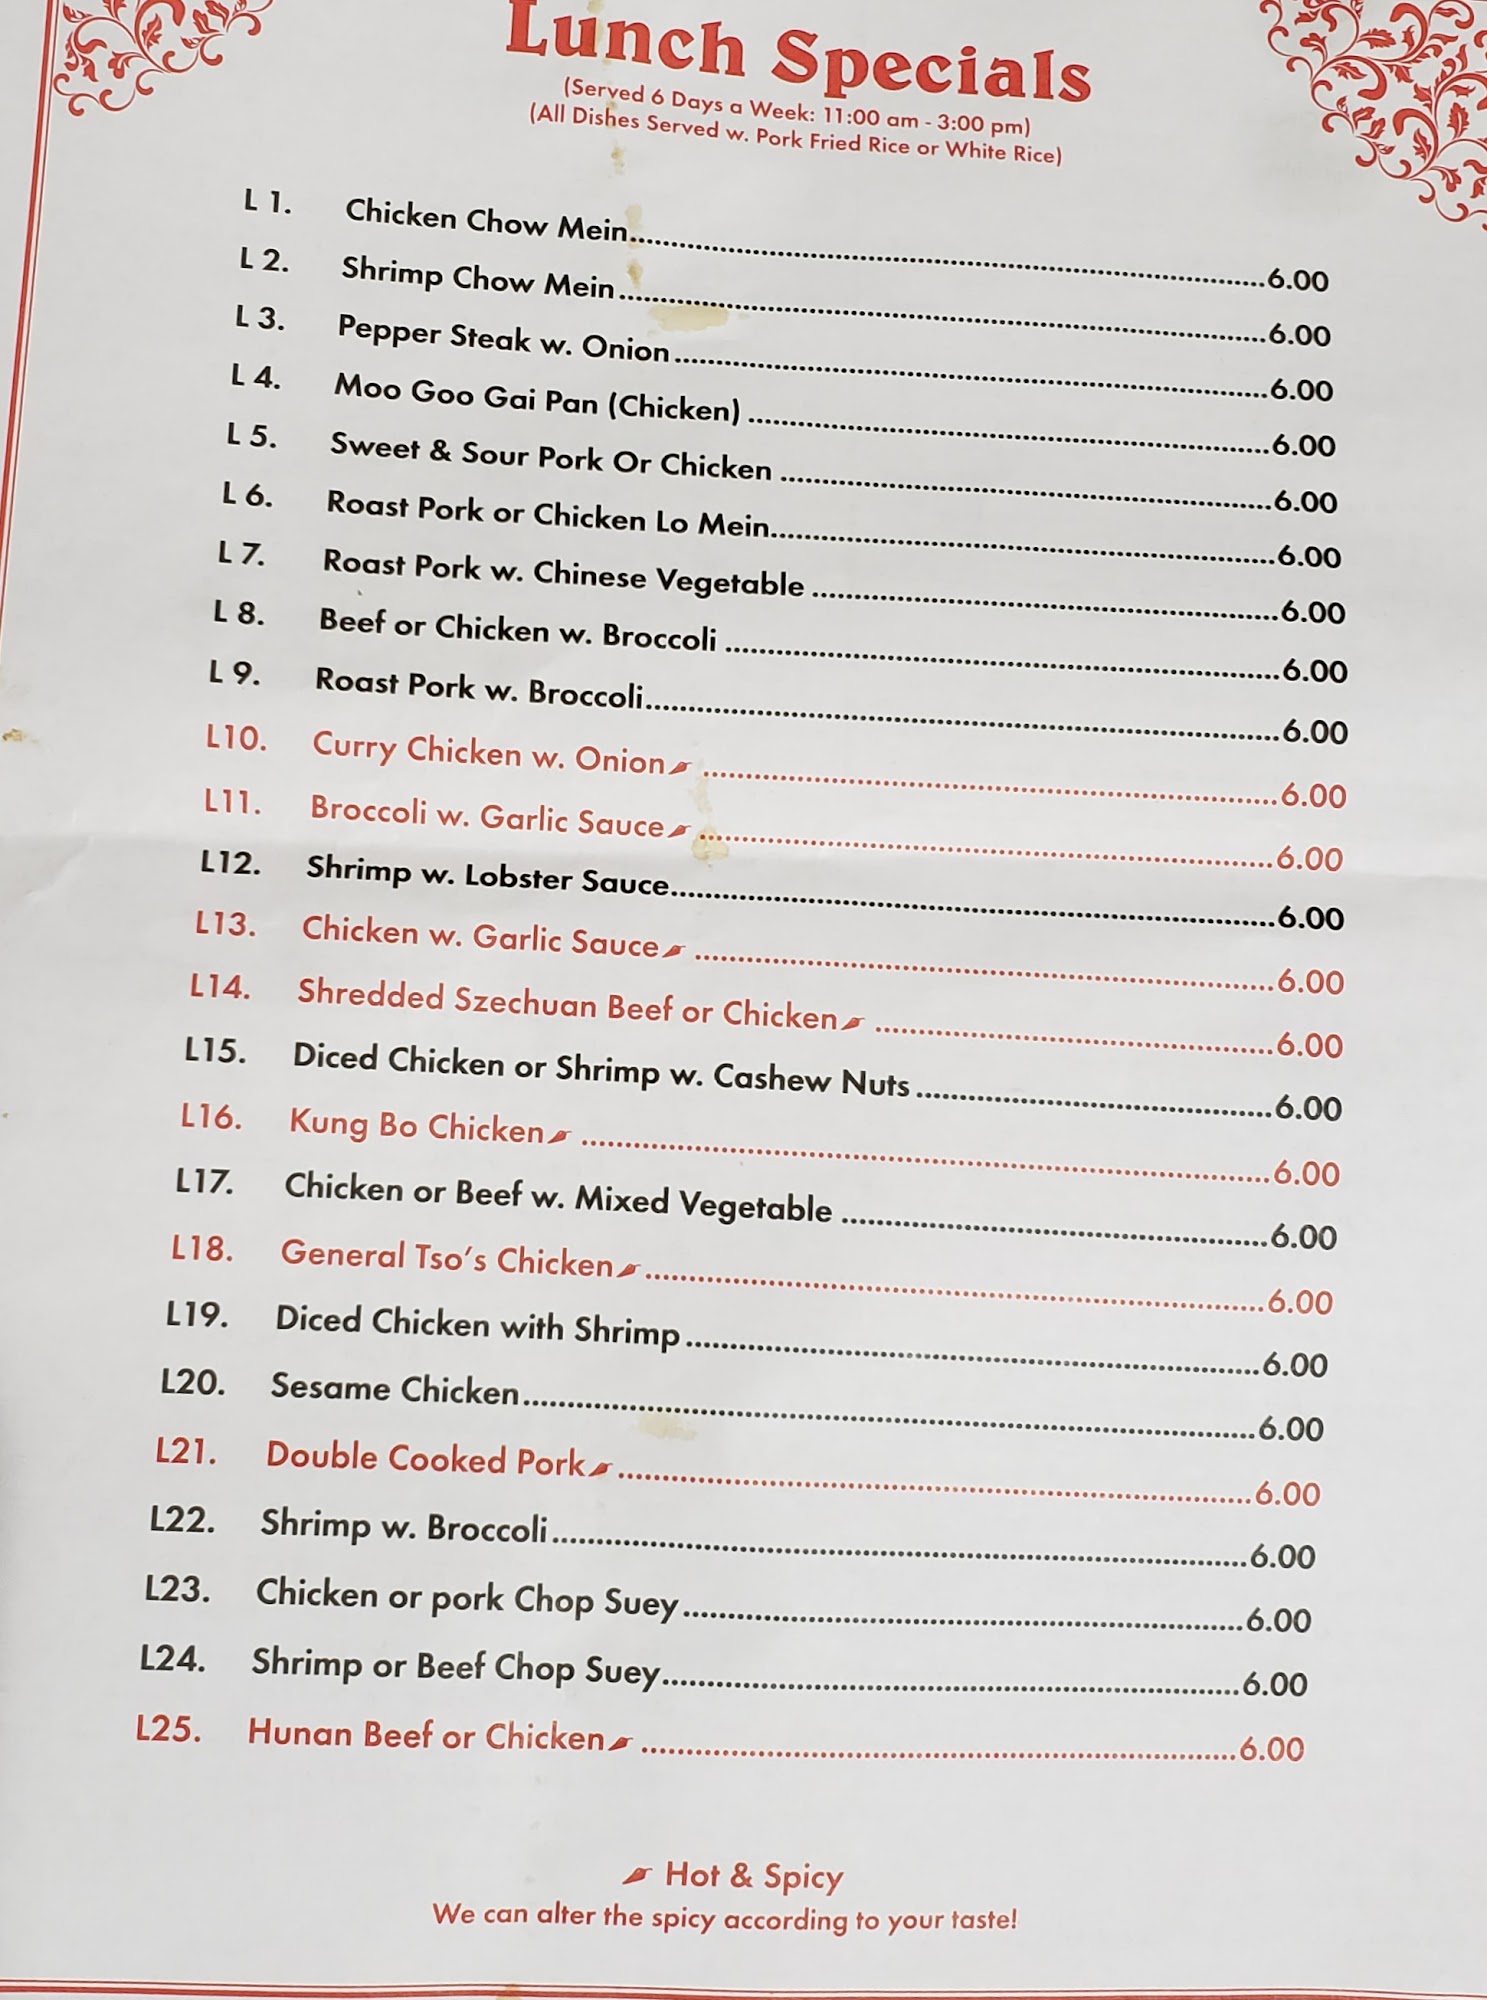 Lunch Specials
(Served 6 Days a Week: 11:00 am - 3:00 pm)
(All Dishes Served w. Pork Fried Rice or White Rice)
L 1. Chicken Chow Mein 6.00
L 2. Shrimp Chow Mein 6.00
L 3. Pepper Steak w. Onion 6.00
L 4. Moo Goo Gai Pan (Chicken) 6.00
L 5. Sweet & Sour Pork Or Chicken 6.00
L 6. Roast Pork or Chicken Lo Mein 6.00
L 7. Roast Pork w. Chinese Vegetable 6.00
L 8. Beef or Chicken w. Broccoli 6.00
L 9. Roast Pork w. Broccoli 6.00
L10. Curry Chicken w. Onion 6.00
L11. Broccoli w. Garlic Sauce 6.00
L12. Shrimp w. Lobster Sauce 6.00
L13. Chicken w. Garlic Sauce 6.00
L14. Shredded Szechuan Beef or Chicken 6.00
L15. Diced Chicken or Shrimp w. Cashew Nuts 6.00
L16. Kung Bo Chicken 6.00
L17. Chicken or Beef w. Mixed Vegetable 6.00
L18. General Tso's Chicken 6.00
L19. Diced Chicken with Shrimp 6.00
L20. Sesame Chicken 6.00
L21. Double Cooked Pork 6.00
L22. Shrimp w. Broccoli 6.00
L23. Chicken or pork Chop Suey 6.00
L24. Shrimp or Beef Chop Suey 6.00
L25. Hunan Beef or Chicken 6.00
Hot & Spicy
We can alter the spicy according to your taste!